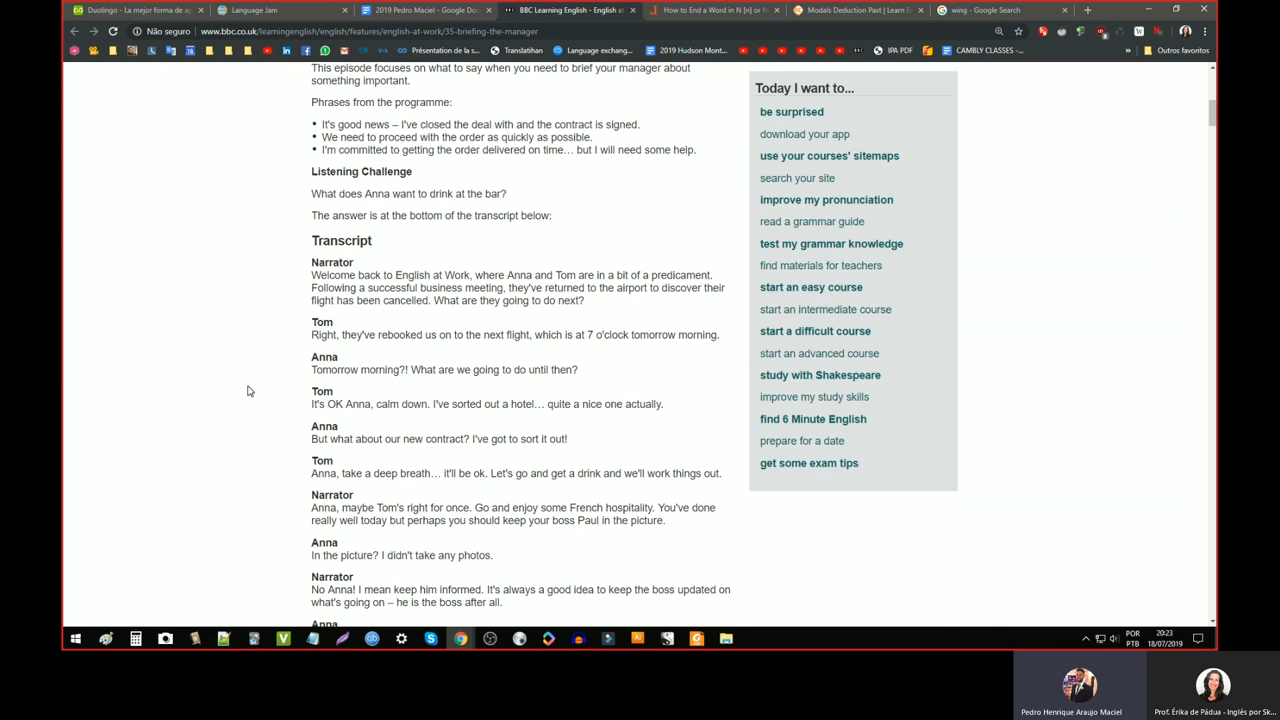 Duolingo - La mejor forma de ap
Language Jam
2019 Pedro Maciel - Google Doc
BBC Learning English - English at
How to End a Word in N [n] or N
Modals Deduction Past | Learn E
wing - Google Search
Não seguro | www.bbc.co.uk/learningenglish/english/features/english-at-work/35-briefing-the-manager
Présentation de la s...
Translatihan
Language exchang...
2019 Hudson Mont...
IPA PDF
CAMBLY CLASSES -...
Outros favoritos
This episode focuses on what to say when you need to brief your manager about
something important.
Phrases from the programme:
• It's good news – I've closed the deal with and the contract is signed.
• We need to proceed with the order as quickly as possible.
• I'm committed to getting the order delivered on time… but I will need some help.
Listening Challenge
What does Anna want to drink at the bar?
The answer is at the bottom of the transcript below:
Transcript
Narrator
Welcome back to English at Work, where Anna and Tom are in a bit of a predicament.
Following a successful business meeting, they've returned to the airport to discover their
flight has been cancelled. What are they going to do next?
Tom
Right, they've rebooked us on to the next flight, which is at 7 o'clock tomorrow morning.
Anna
Tomorrow morning?! What are we going to do until then?
Tom
It's OK Anna, calm down. I've sorted out a hotel… quite a nice one actually.
Anna
But what about our new contract? I've got to sort it out!
Tom
Anna, take a deep breath… it'll be ok. Let's go and get a drink and we'll work things out.
Narrator
Anna, maybe Tom's right for once. Go and enjoy some French hospitality. You've done
really well today but perhaps you should keep your boss Paul in the picture.
Anna
In the picture? I didn't take any photos.
Narrator
No Anna! I mean keep him informed. It's always a good idea to keep the boss updated on
what's going on – he is the boss after all.
Anna
Today I want to...
be surprised
download your app
use your courses' sitemaps
search your site
improve my pronunciation
read a grammar guide
test my grammar knowledge
find materials for teachers
start an easy course
start an intermediate course
start a difficult course
start an advanced course
study with Shakespeare
improve my study skills
find 6 Minute English
prepare for a date
get some exam tips
POR
PTB
20:23
18/07/2019
Pedro Henrique Araujo Maciel
Prof. Érika de Pádua - Inglês por Sk...